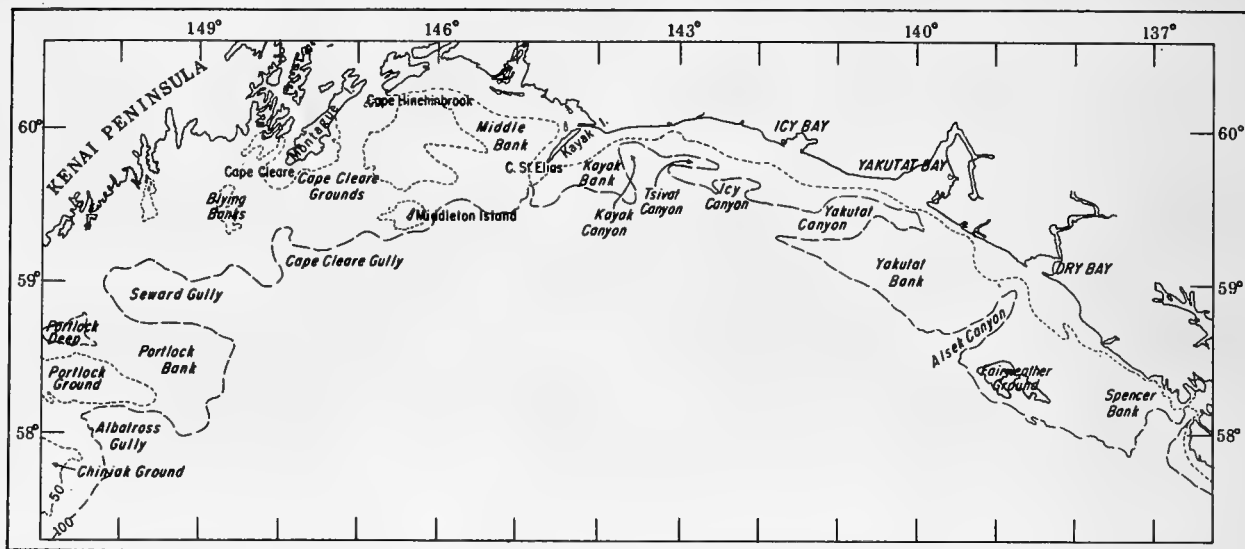 149° 146° 143° 140° 137°
KENAI PENINSULA
60°
59°
58°
60°
59°
58°
Cape Hinchinbrook
Montague
Cape Cleare
Cape Cleare
Grounds
Middle
Bank
Kayak I.
C. St. Elias
Kayak
Bank
Kayak
Canyon
Tsivat
Canyon
Icy
Canyon
ICY BAY
YAKUTAT BAY
Yakutat
Canyon
Yakutat
Bank
DRY BAY
Alsek Canyon
Fairweather
Ground
Spencer
Bank
Blying
Banks
Middleton Island
Cape Cleare Gully
Seward Gully
Portlock
Deep
Portlock
Bank
Portlock
Ground
Albatross
Gully
Chiniak Ground
50
100